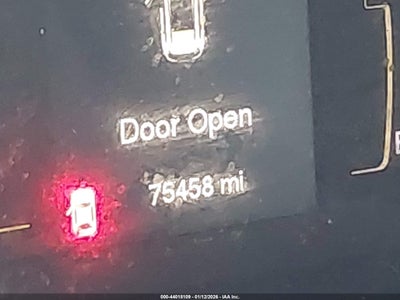 Door Open
75458 mi
000-44018109 - 01/12/2026 - IAA Inc.